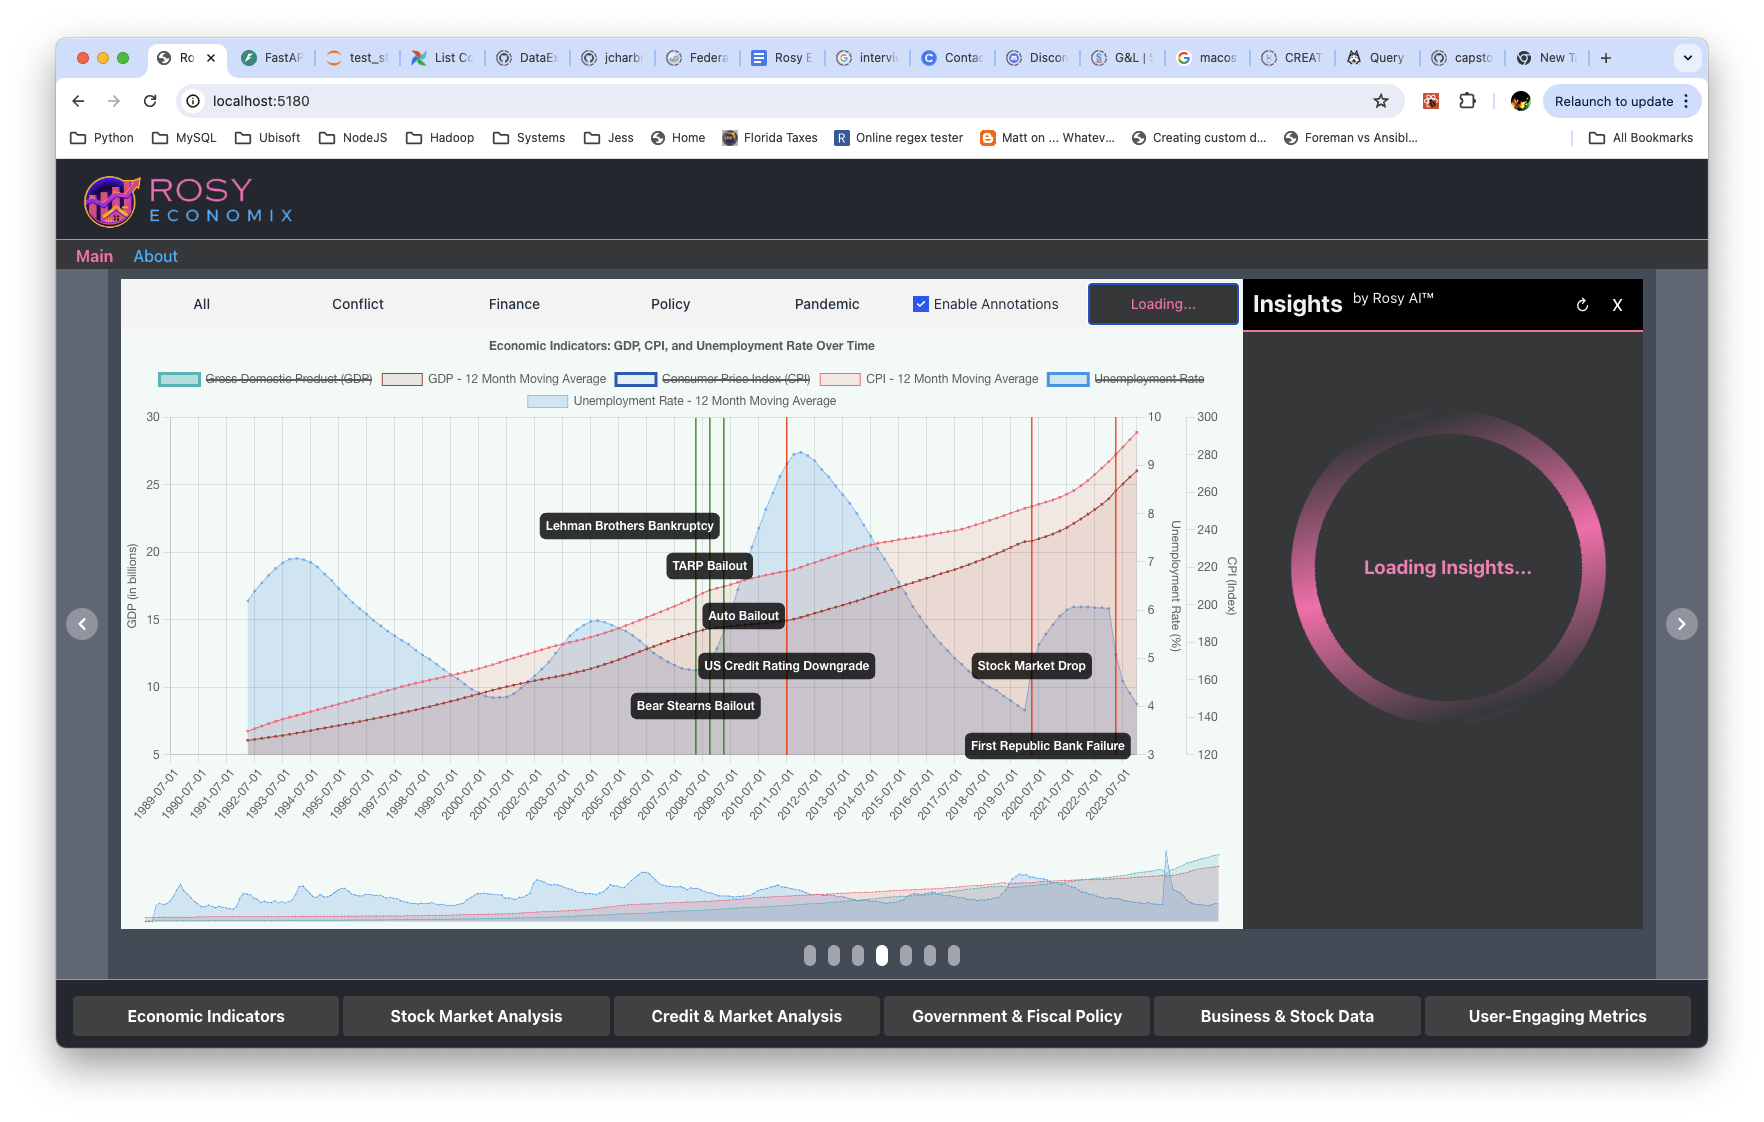 Ro
FastAP
test_st
List Co
DataEx
jcharbr
Federa
Rosy E
intervie
Contac
Discor
G&L | S
macos
CREAT
Query
capsto
New Ta
localhost:5180
Relaunch to update
Python
MySQL
Ubisoft
NodeJS
Hadoop
Systems
Jess
Home
Florida Taxes
R Online regex tester
Matt on ... Whatev...
Creating custom d...
Foreman vs Ansibl...
All Bookmarks
ROSY
ECONOMIX
Main
About
All
Conflict
Finance
Policy
Pandemic
Enable Annotations
Loading...
Insights by Rosy AI™
X
Economic Indicators: GDP, CPI, and Unemployment Rate Over Time
Gross Domestic Product (GDP)
GDP - 12 Month Moving Average
Consumer Price Index (CPI)
CPI - 12 Month Moving Average
Unemployment Rate
Unemployment Rate - 12 Month Moving Average
GDP (in billions)
30
25
20
15
10
5
Lehman Brothers Bankruptcy
TARP Bailout
Auto Bailout
US Credit Rating Downgrade
Bear Stearns Bailout
Stock Market Drop
First Republic Bank Failure
10
9
8
7
6
5
4
3
Unemployment Rate (%)
300
280
260
240
220
200
180
160
140
120
CPI (Index)
1989-07-01
1990-07-01
1991-07-01
1992-07-01
1993-07-01
1994-07-01
1995-07-01
1996-07-01
1997-07-01
1998-07-01
1999-07-01
2000-07-01
2001-07-01
2002-07-01
2003-07-01
2004-07-01
2005-07-01
2006-07-01
2007-07-01
2008-07-01
2009-07-01
2010-07-01
2011-07-01
2012-07-01
2013-07-01
2014-07-01
2015-07-01
2016-07-01
2017-07-01
2018-07-01
2019-07-01
2020-07-01
2021-07-01
2022-07-01
2023-07-01
Loading Insights...
Economic Indicators
Stock Market Analysis
Credit & Market Analysis
Government & Fiscal Policy
Business & Stock Data
User-Engaging Metrics